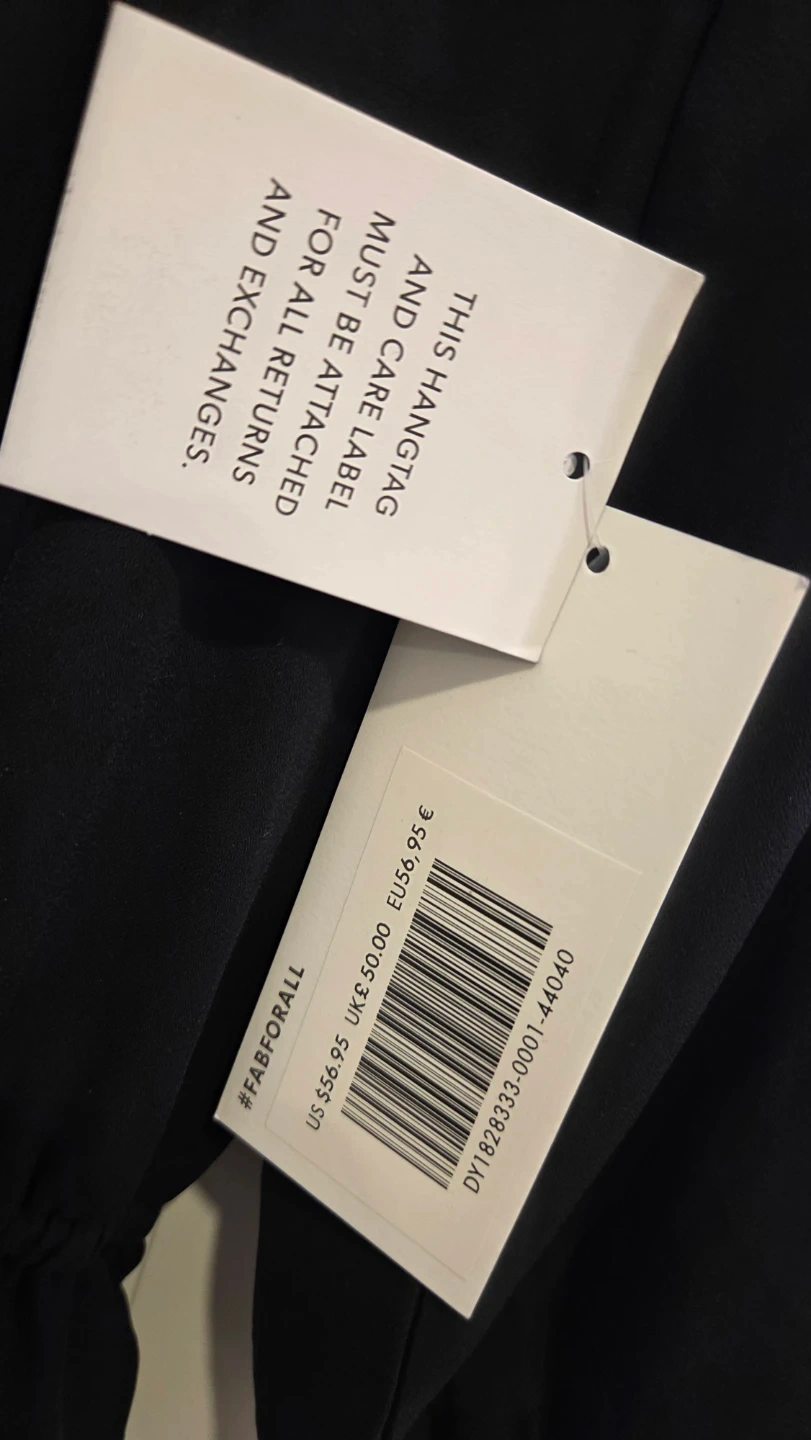 THIS HANGTAG
AND CARE LABEL
MUST BE ATTACHED
FOR ALL RETURNS
AND EXCHANGES.
#FABFORALL
US $56.95 UK£ 50.00 EU56,95€
DY1828333-0001-44040